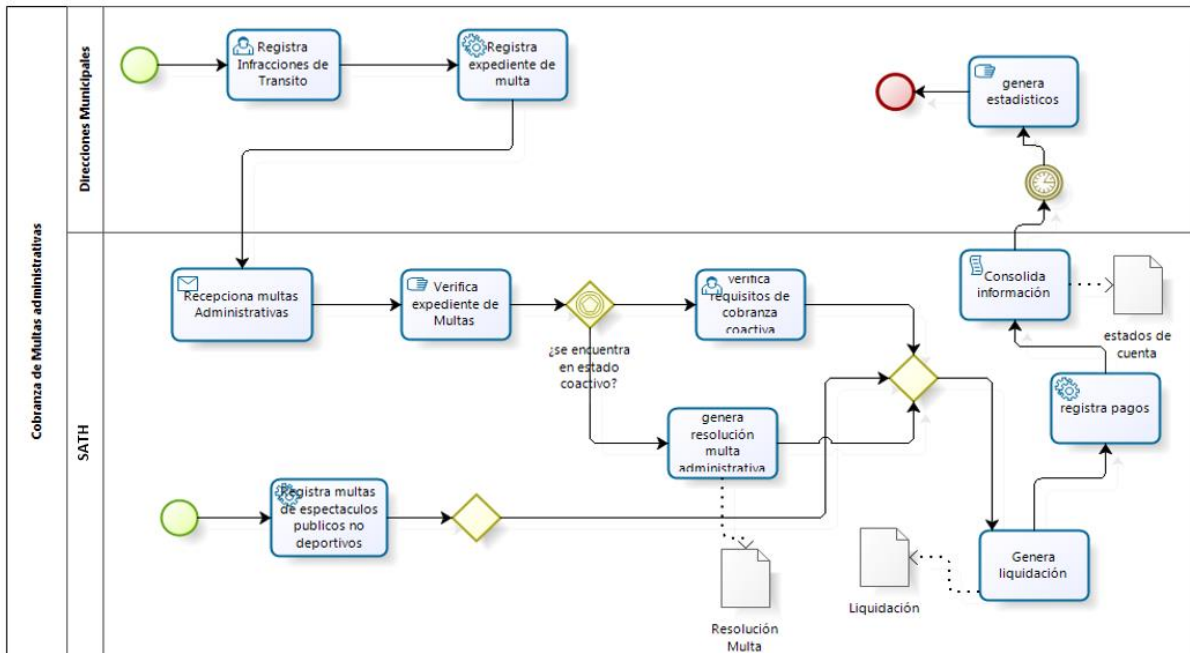 Cobranza de Multas administrativas
Direcciones Municipales
Registra
Infracciones de
Transito
Registra
expediente de
multa
genera
estadisticos
SATH
Recepciona multas
Administrativas
Verifica
expediente de
Multas
¿se encuentra
en estado
coactivo?
verifica
requisitos de
cobranza
coactiva
genera
resolución
multa
administrativa
Consolida
información
estados de
cuenta
registra pagos
Registra multas
de espectaculos
publicos no
deportivos
Genera
liquidación
Liquidación
Resolución
Multa